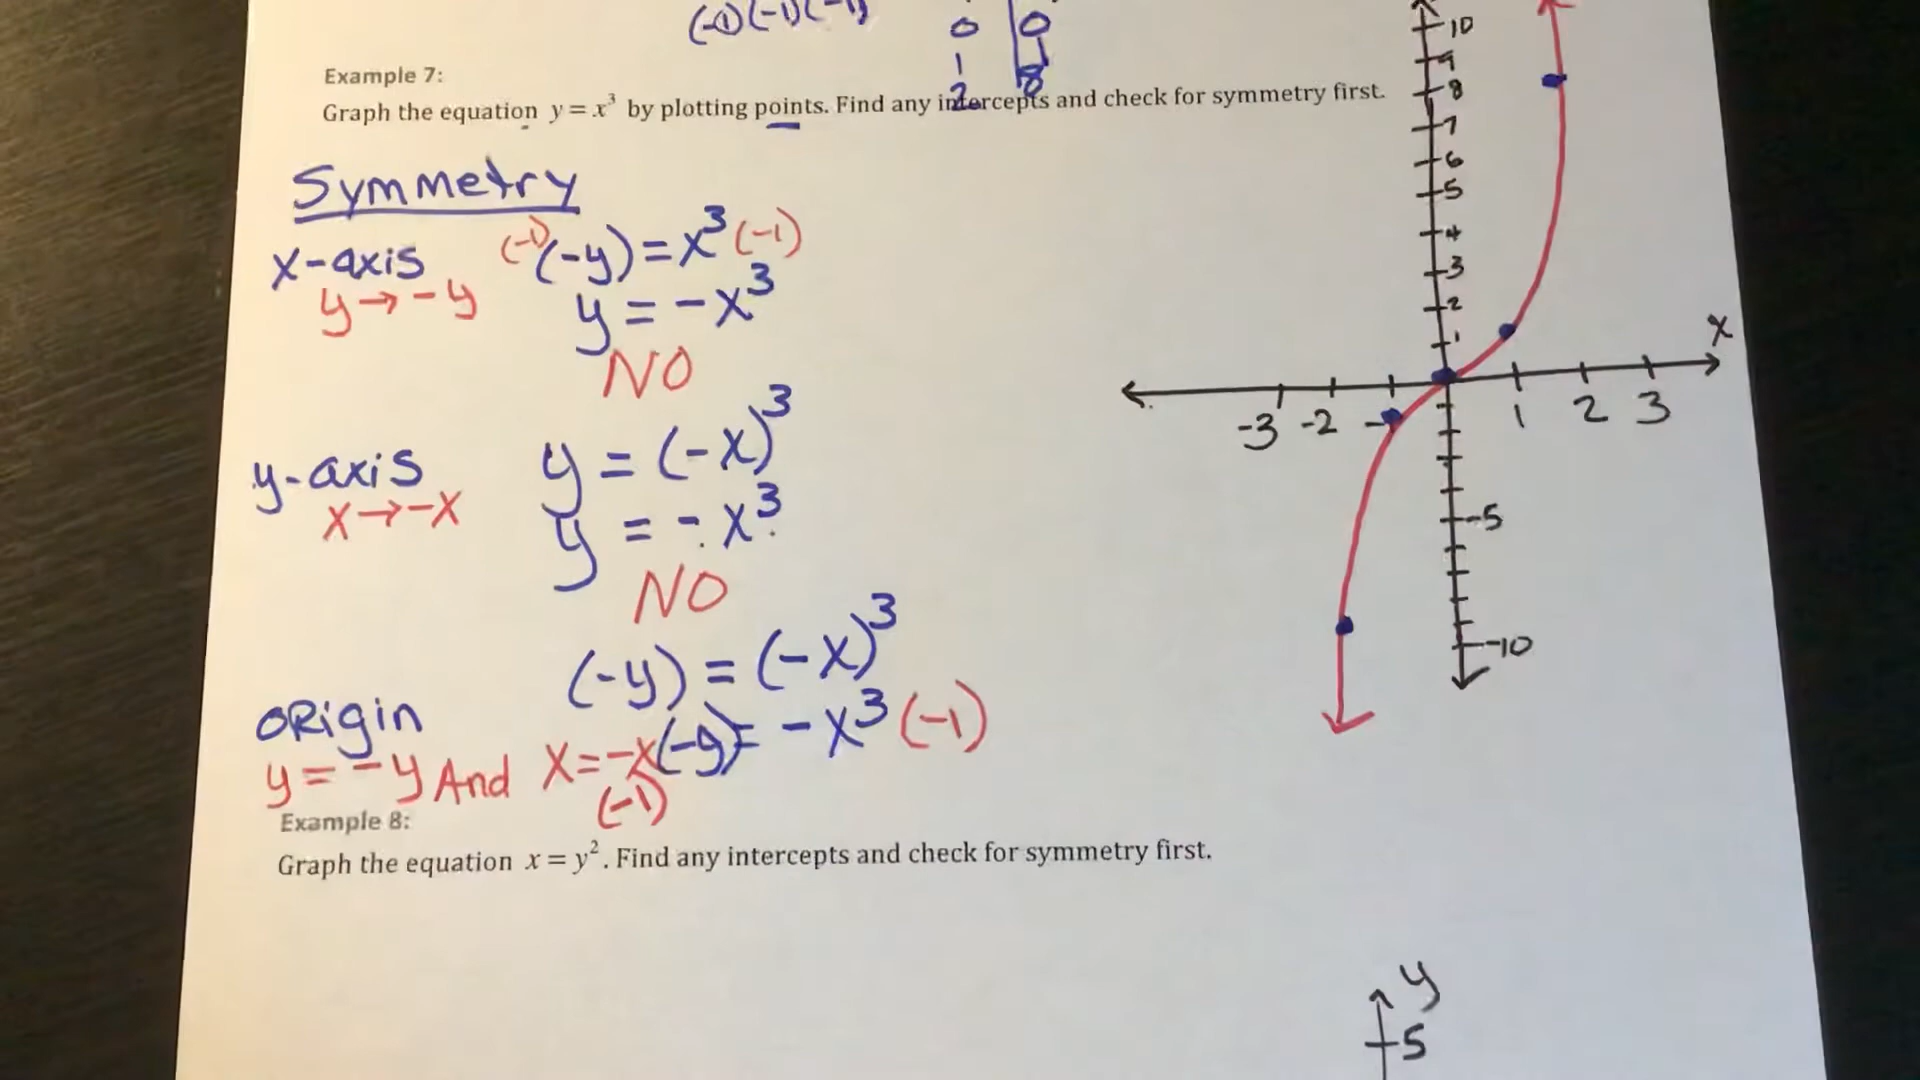 (-1)(-1)(-1)
0 0
1 1
2 8
Example 7:
Graph the equation y = x³ by plotting points. Find any intercepts and check for symmetry first.
Symmetry
x-axis (-1)(-y) = x³(-1)
y → -y y = -x³
NO
y-axis y = (-x)³
x → -x y = -x³
NO
(-y) = (-x)³
ORigin (-1)(-y) = -x³(-1)
y = -y And x = -x
10
9
8
7
6
5
4
3
2
1
x
-3 -2 1 2 3
-5
-10
Example 8:
Graph the equation x = y². Find any intercepts and check for symmetry first.
y
5